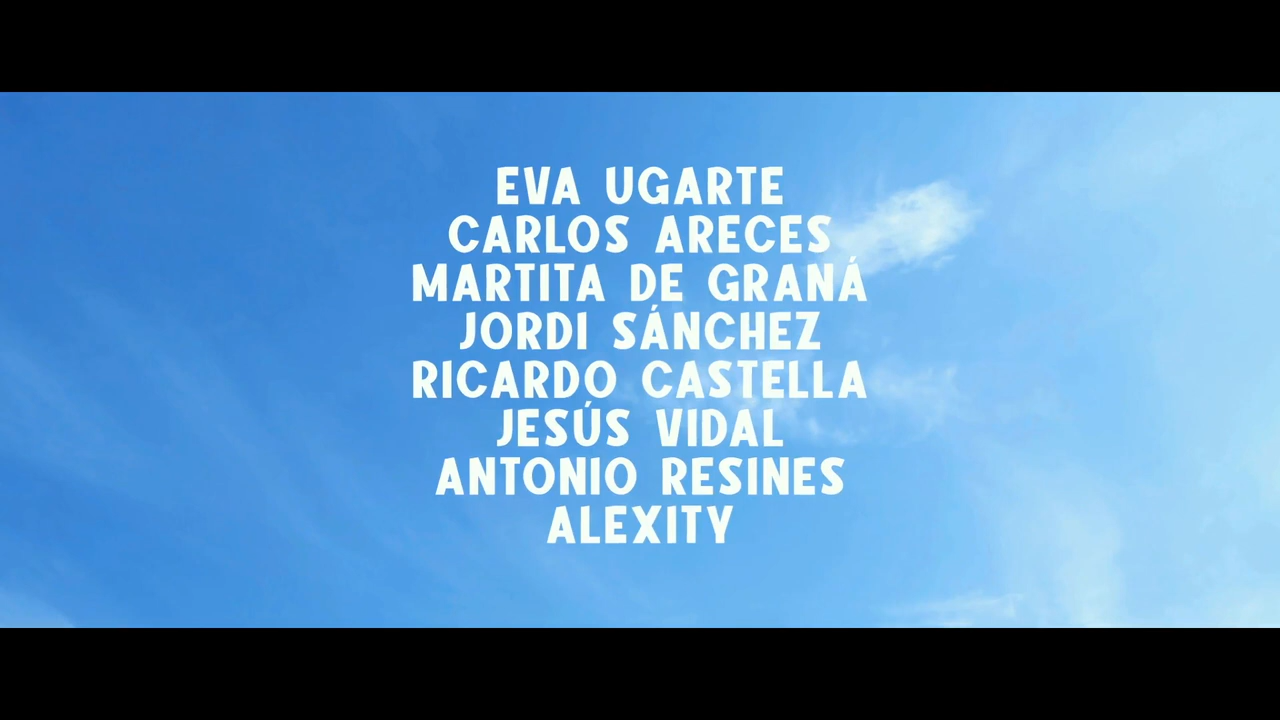 EVA UGARTE
CARLOS ARECES
MARTITA DE GRANÁ
JORDI SÁNCHEZ
RICARDO CASTELLA
JESÚS VIDAL
ANTONIO RESINES
ALEXITY